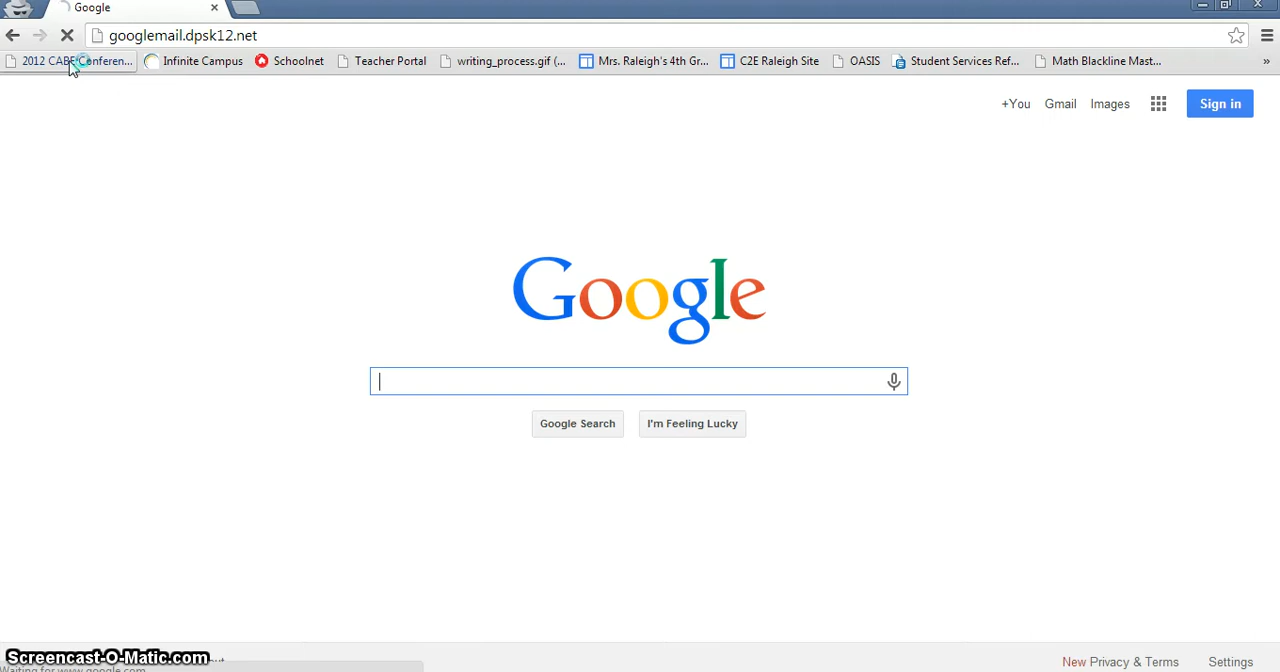 Google
googlemail.dpsk12.net
2012 CABE Conferen... Infinite Campus Schoolnet Teacher Portal writing_process.gif (... Mrs. Raleigh's 4th Gr... C2E Raleigh Site OASIS Student Services Ref... Math Blackline Mast... »
+You Gmail Images Sign in
Google
Google Search I'm Feeling Lucky
Screencast-O-Matic.com
New Privacy & Terms Settings